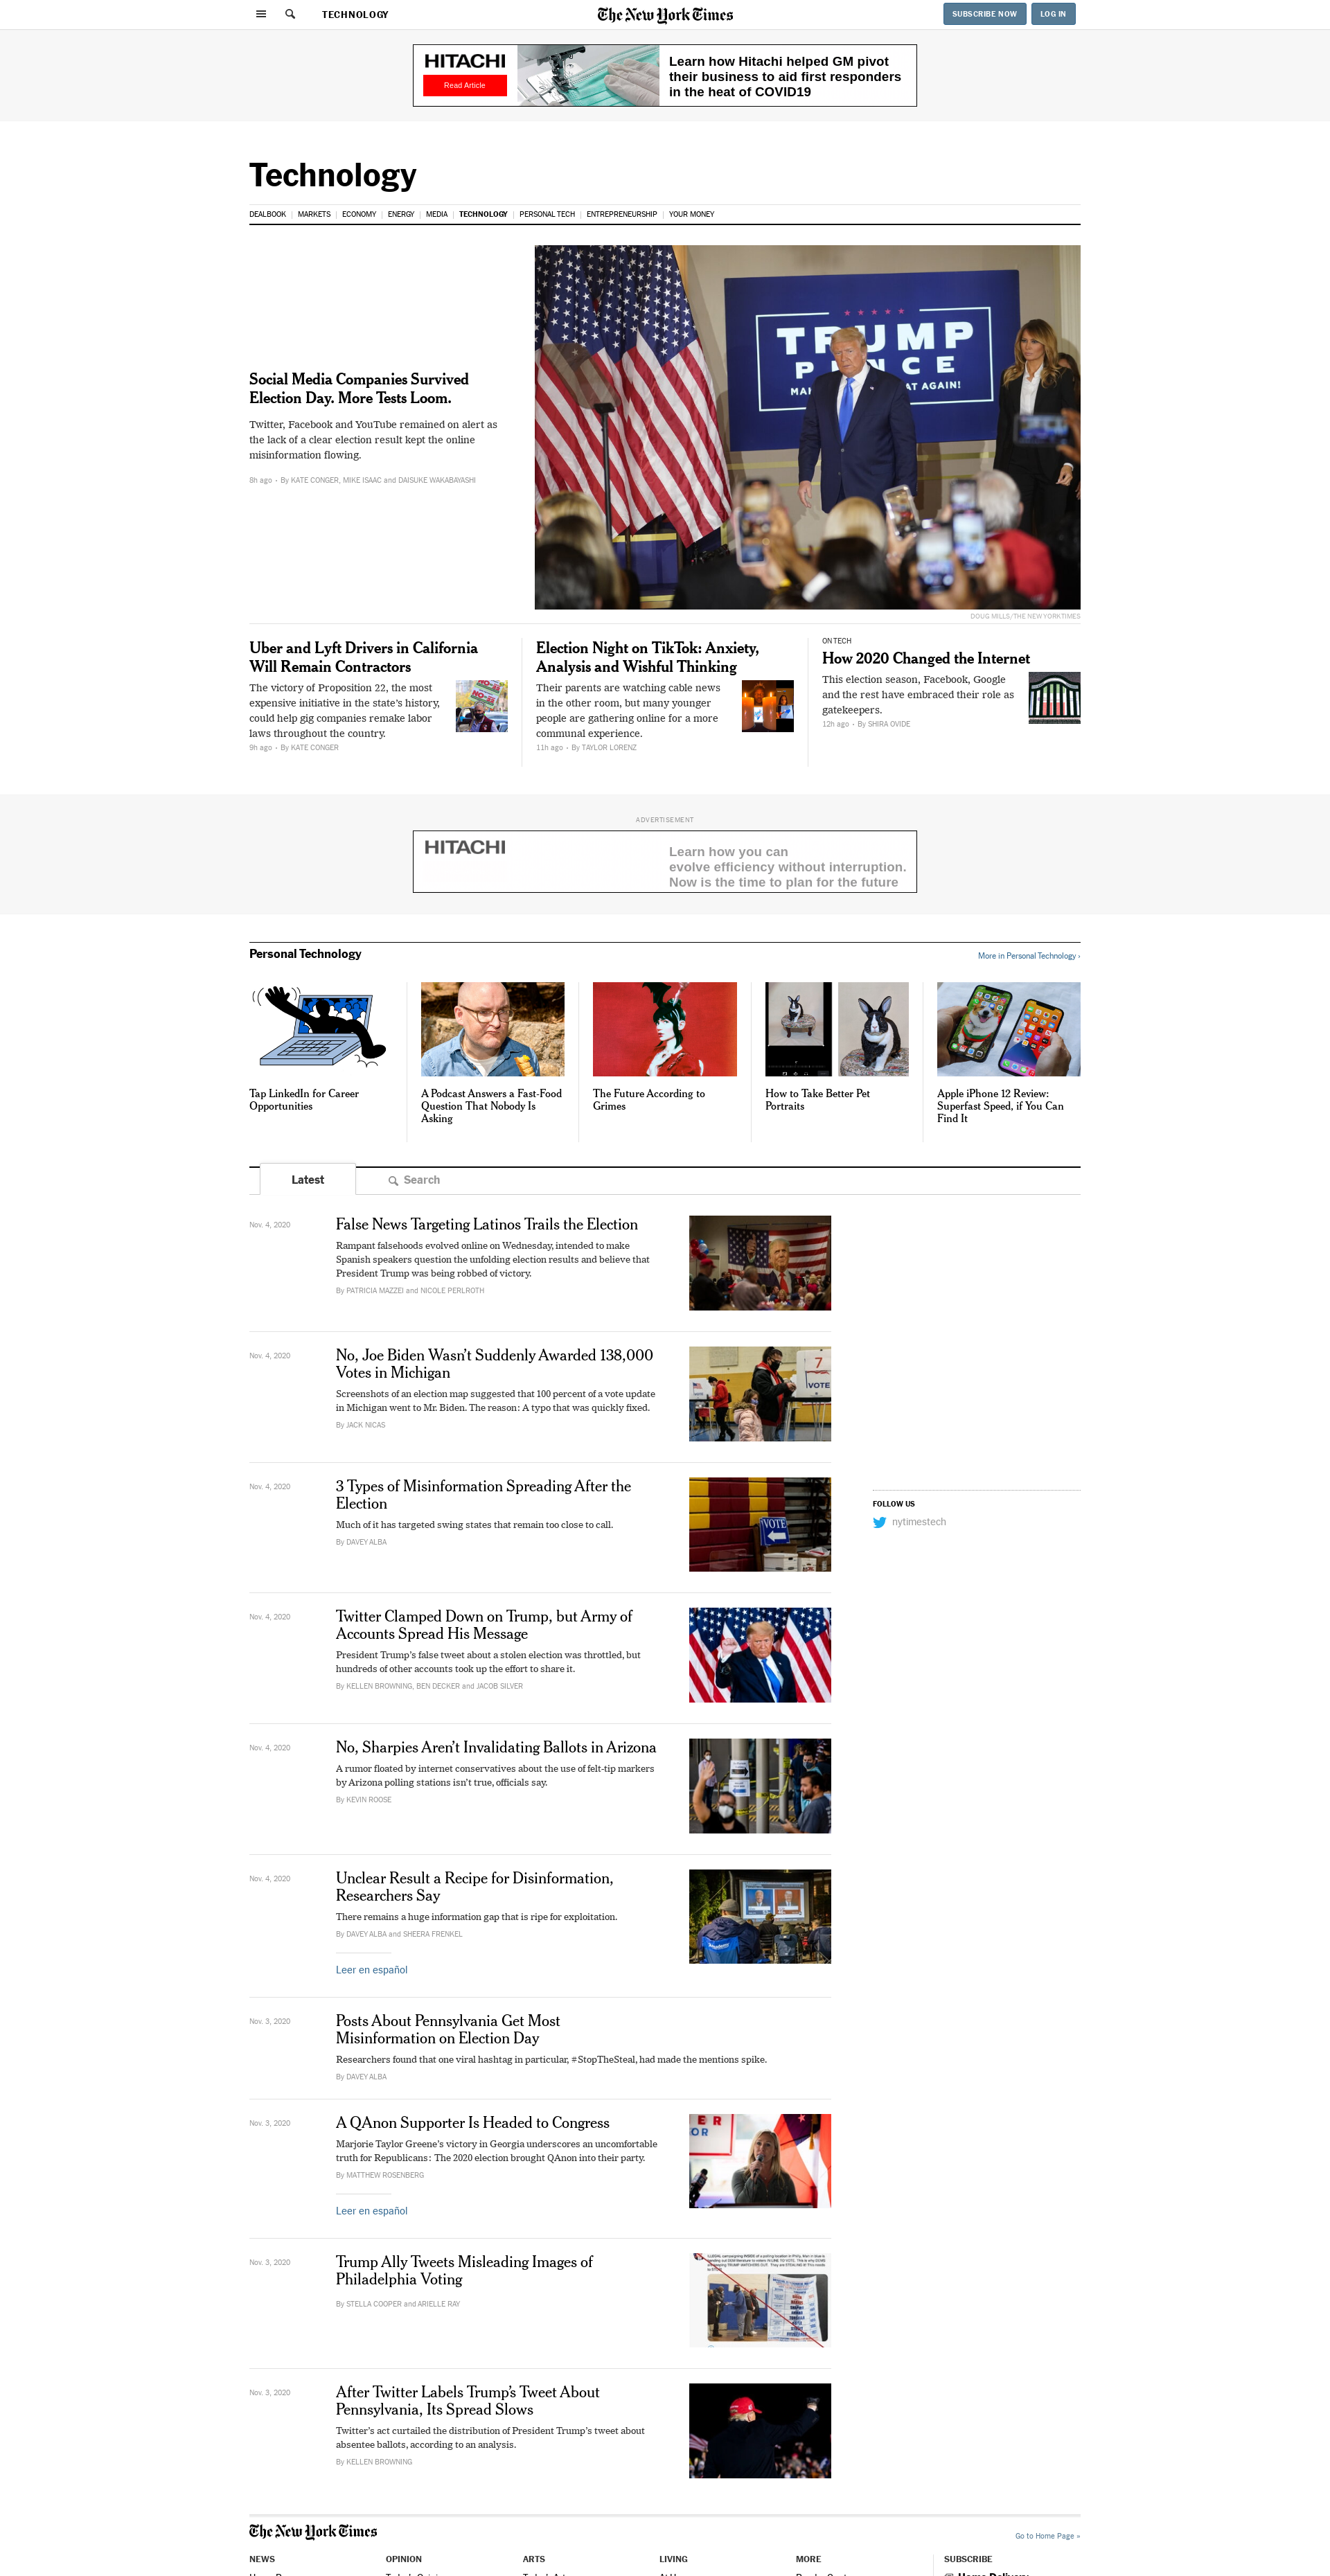 TECHNOLOGY
The New York Times
SUBSCRIBE NOW
LOG IN
HITACHI
Read Article
Learn how Hitachi helped GM pivot
their business to aid first responders
in the heat of COVID19
Technology
DEALBOOK
MARKETS
ECONOMY
ENERGY
MEDIA
TECHNOLOGY
PERSONAL TECH
ENTREPRENEURSHIP
YOUR MONEY
Social Media Companies Survived
Election Day. More Tests Loom.
Twitter, Facebook and YouTube remained on alert as
the lack of a clear election result kept the online
misinformation flowing.
8h ago • By KATE CONGER, MIKE ISAAC and DAISUKE WAKABAYASHI
TRUMP
AGAIN!
DOUG MILLS/THE NEW YORK TIMES
Uber and Lyft Drivers in California
Will Remain Contractors
The victory of Proposition 22, the most
expensive initiative in the state’s history,
could help gig companies remake labor
laws throughout the country.
9h ago • By KATE CONGER
Election Night on TikTok: Anxiety,
Analysis and Wishful Thinking
Their parents are watching cable news
in the other room, but many younger
people are gathering online for a more
communal experience.
11h ago • By TAYLOR LORENZ
ON TECH
How 2020 Changed the Internet
This election season, Facebook, Google
and the rest have embraced their role as
gatekeepers.
12h ago • By SHIRA OVIDE
ADVERTISEMENT
HITACHI
Learn how you can
evolve efficiency without interruption.
Now is the time to plan for the future
Personal Technology
More in Personal Technology ›
Tap LinkedIn for Career
Opportunities
A Podcast Answers a Fast-Food
Question That Nobody Is
Asking
The Future According to
Grimes
How to Take Better Pet
Portraits
Apple iPhone 12 Review:
Superfast Speed, if You Can
Find It
Latest
Search
Nov. 4, 2020
False News Targeting Latinos Trails the Election
Rampant falsehoods evolved online on Wednesday, intended to make
Spanish speakers question the unfolding election results and believe that
President Trump was being robbed of victory.
By PATRICIA MAZZEI and NICOLE PERLROTH
Nov. 4, 2020
No, Joe Biden Wasn’t Suddenly Awarded 138,000
Votes in Michigan
Screenshots of an election map suggested that 100 percent of a vote update
in Michigan went to Mr. Biden. The reason: A typo that was quickly fixed.
By JACK NICAS
7
VOTE
Nov. 4, 2020
3 Types of Misinformation Spreading After the
Election
Much of it has targeted swing states that remain too close to call.
By DAVEY ALBA
VOTE
FOLLOW US
nytimestech
Nov. 4, 2020
Twitter Clamped Down on Trump, but Army of
Accounts Spread His Message
President Trump’s false tweet about a stolen election was throttled, but
hundreds of other accounts took up the effort to share it.
By KELLEN BROWNING, BEN DECKER and JACOB SILVER
Nov. 4, 2020
No, Sharpies Aren’t Invalidating Ballots in Arizona
A rumor floated by internet conservatives about the use of felt-tip markers
by Arizona polling stations isn’t true, officials say.
By KEVIN ROOSE
Nov. 4, 2020
Unclear Result a Recipe for Disinformation,
Researchers Say
There remains a huge information gap that is ripe for exploitation.
By DAVEY ALBA and SHEERA FRENKEL
Leer en español
Nov. 3, 2020
Posts About Pennsylvania Get Most
Misinformation on Election Day
Researchers found that one viral hashtag in particular, #StopTheSteal, had made the mentions spike.
By DAVEY ALBA
Nov. 3, 2020
A QAnon Supporter Is Headed to Congress
Marjorie Taylor Greene’s victory in Georgia underscores an uncomfortable
truth for Republicans: The 2020 election brought QAnon into their party.
By MATTHEW ROSENBERG
Leer en español
Nov. 3, 2020
Trump Ally Tweets Misleading Images of
Philadelphia Voting
By STELLA COOPER and ARIELLE RAY
Nov. 3, 2020
After Twitter Labels Trump’s Tweet About
Pennsylvania, Its Spread Slows
Twitter’s act curtailed the distribution of President Trump’s tweet about
absentee ballots, according to an analysis.
By KELLEN BROWNING
The New York Times
Go to Home Page »
NEWS
OPINION
ARTS
LIVING
MORE
SUBSCRIBE